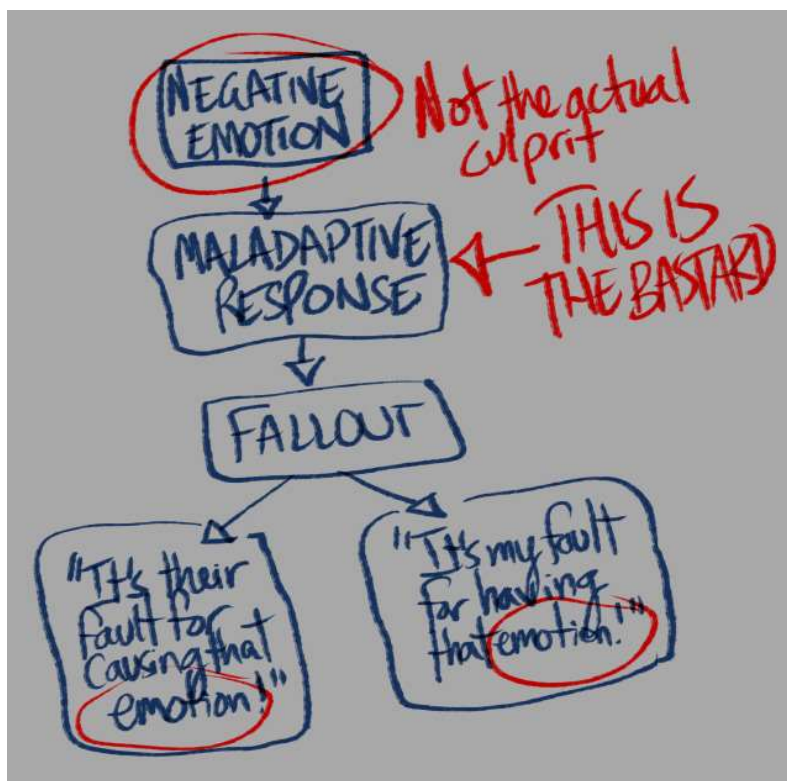 NEGATIVE
EMOTION
Not the actual
culprit
MALADAPTIVE
RESPONSE
THIS IS
THE BASTARD
FALLOUT
"It's their
fault for
causing that
emotion!"
"It's my fault
for having
that emotion!"